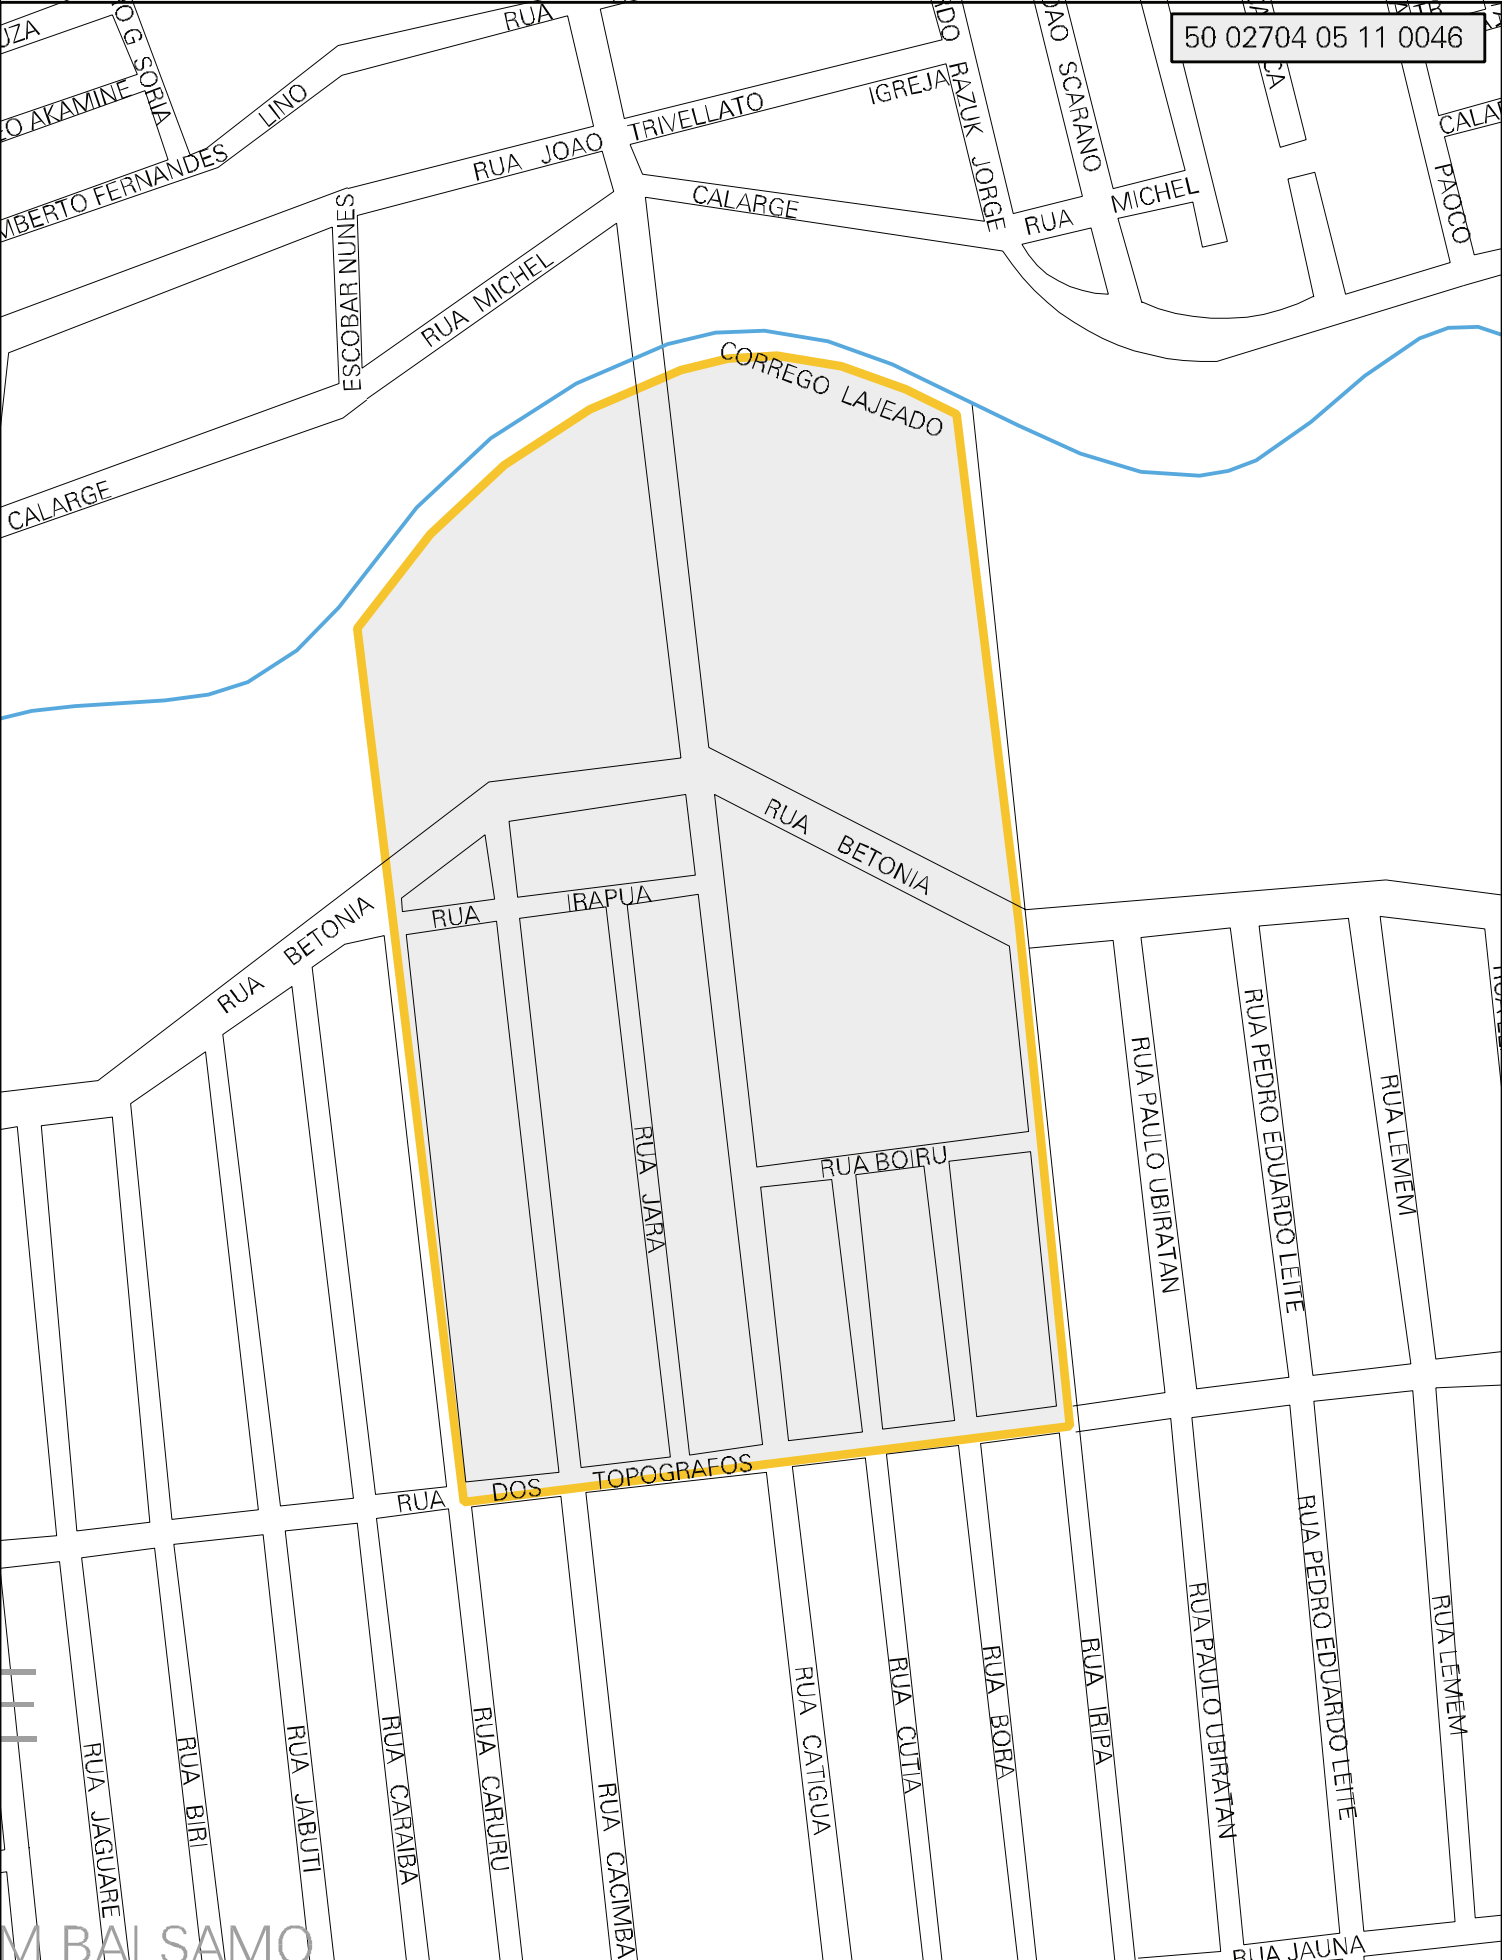 50 02704 05 11 0046
RUA
SORIA
AKAMINE
LINO
IGREJA
TRIVELLATO
RAZUK JORGE
SCARANO
RUA JOAO
FERNANDES
CALARGE
RUA MICHEL
PAOCO
ESCOBAR NUNES
RUA MICHEL
CORREGO LAJEADO
CALARGE
RUA BETONIA
RUA IRAPUA
RUA BETONIA
RUA PAULO UBIRATAN
RUA PEDRO EDUARDO LEITE
RUA LEMEM
RUA JARA
RUA BOIRU
RUA DOS TOPOGRAFOS
RUA PAULO UBIRATAN
RUA PEDRO EDUARDO LEITE
RUA LEMEM
RUA JAGUARE
RUA BIRI
RUA JABUTI
RUA CARAIBA
RUA CARURU
RUA CACIMBA
RUA CATIGUA
RUA CUTIA
RUA BORA
RUA IRIPA
M BALSAMO
RUA JAUNA